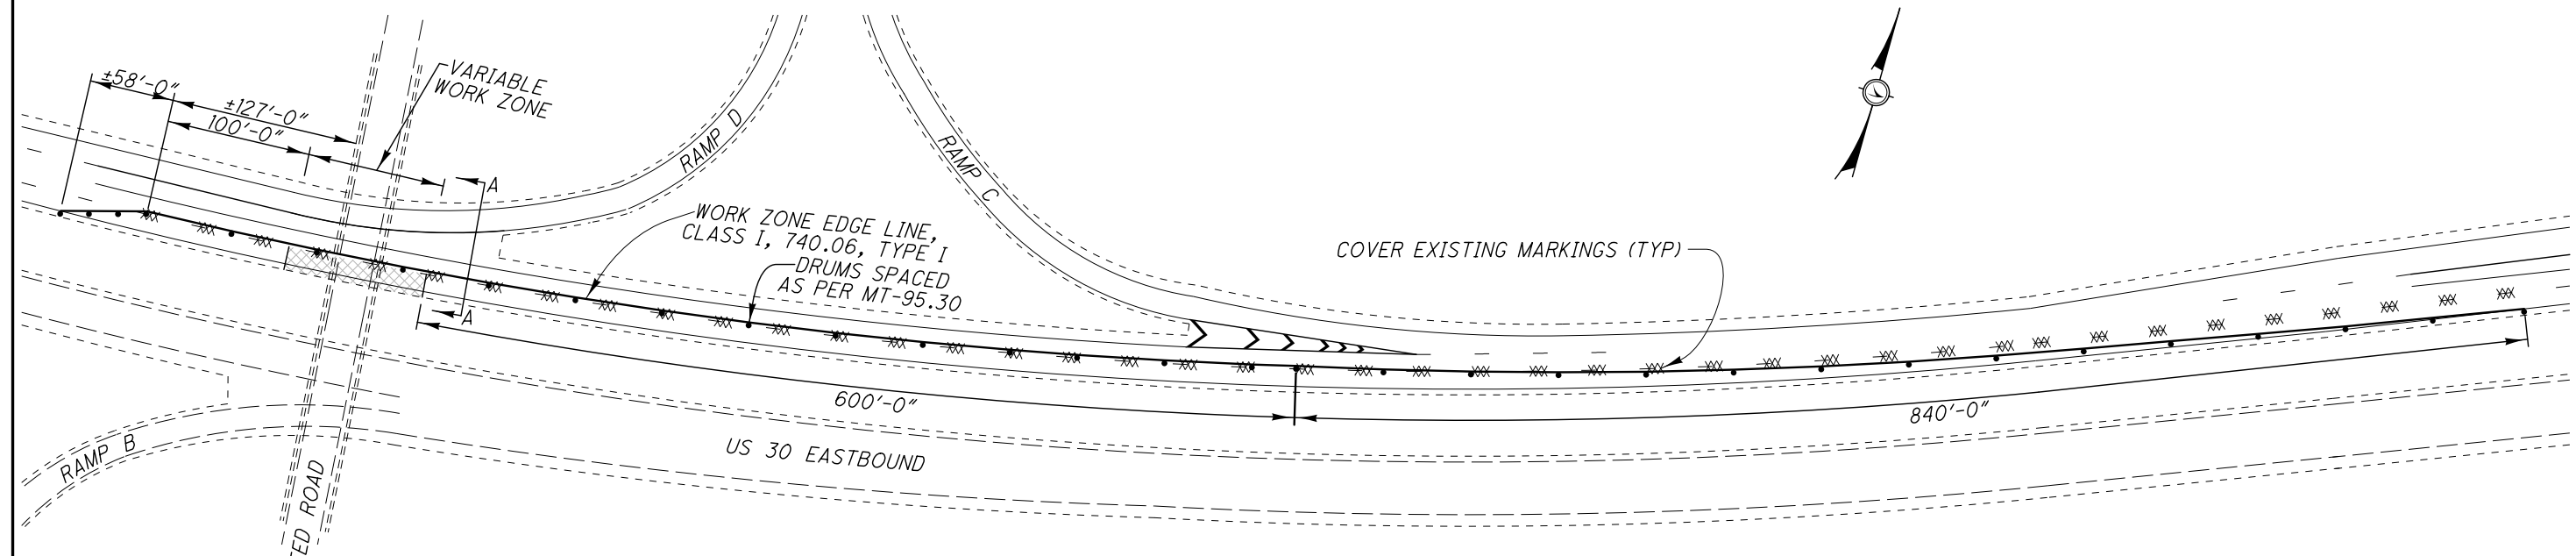 ±58'-0"
±127'-0"
100'-0"
VARIABLE
WORK ZONE
A
RAMP D
RAMP C
WORK ZONE EDGE LINE,
CLASS I, 740.06, TYPE I
DRUMS SPACED
AS PER MT-95.30
COVER EXISTING MARKINGS (TYP)
A
600'-0"
840'-0"
RAMP B
US 30 EASTBOUND
ED ROAD